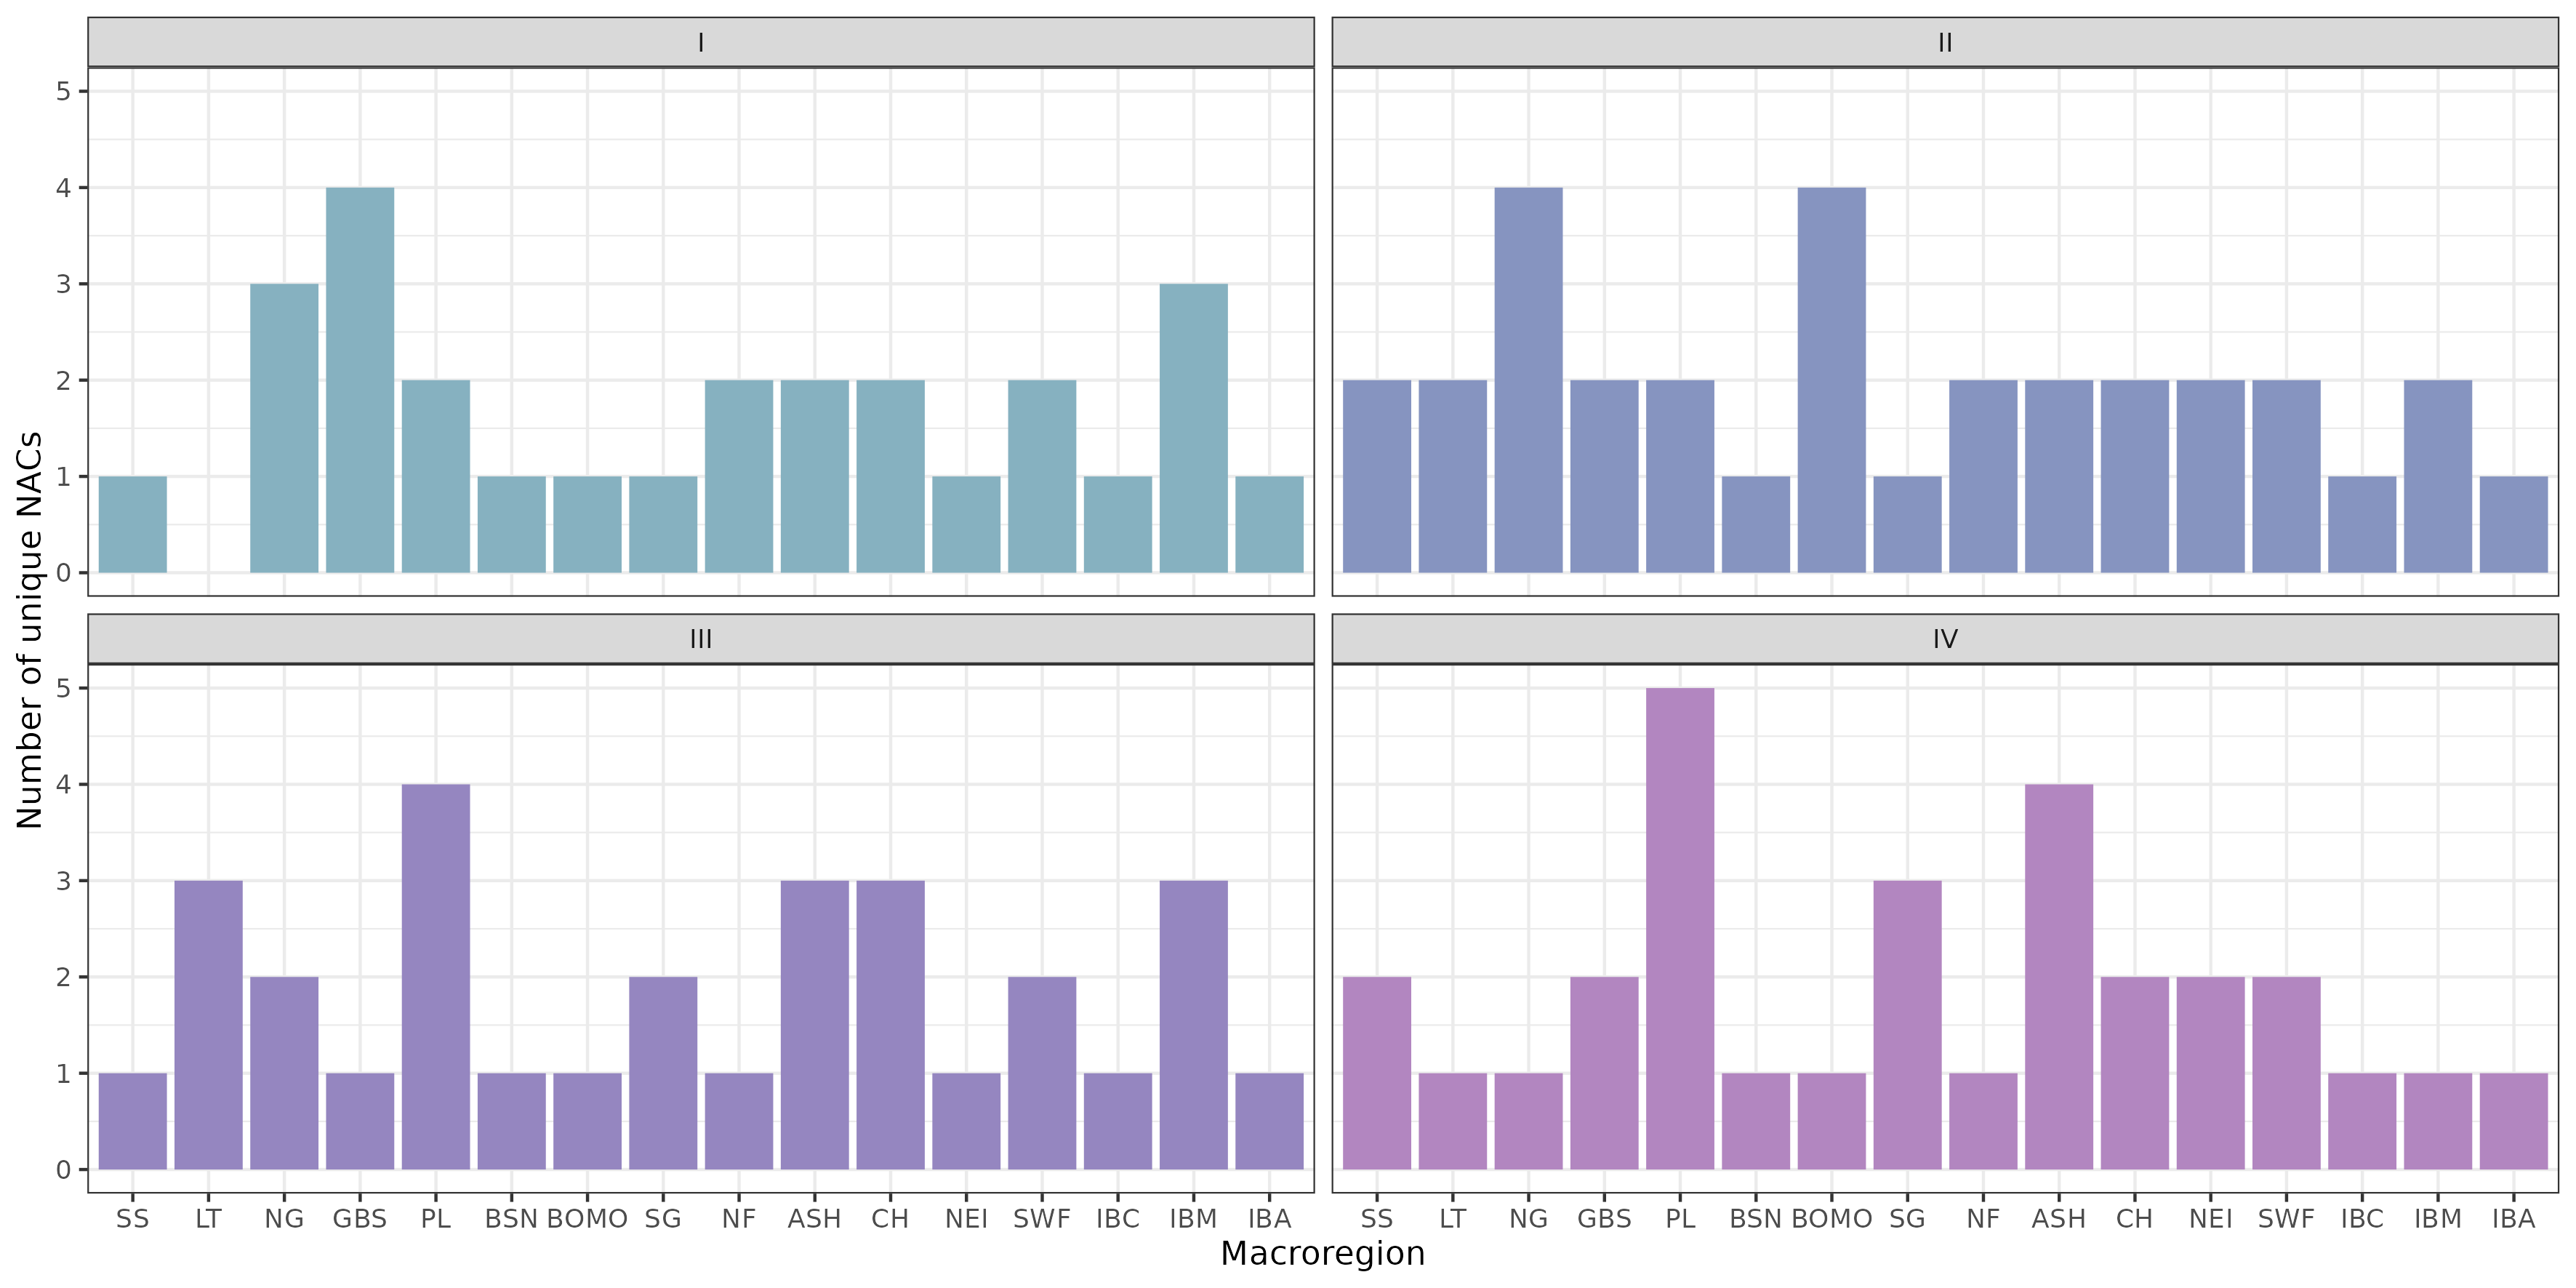 I
II
5
4
3
2
1
0
III
IV
5
4
3
2
1
0
Number of unique NACs
SS LT NG GBS PL BSN BOMO SG NF ASH CH NEI SWF IBC IBM IBA
SS LT NG GBS PL BSN BOMO SG NF ASH CH NEI SWF IBC IBM IBA
Macroregion